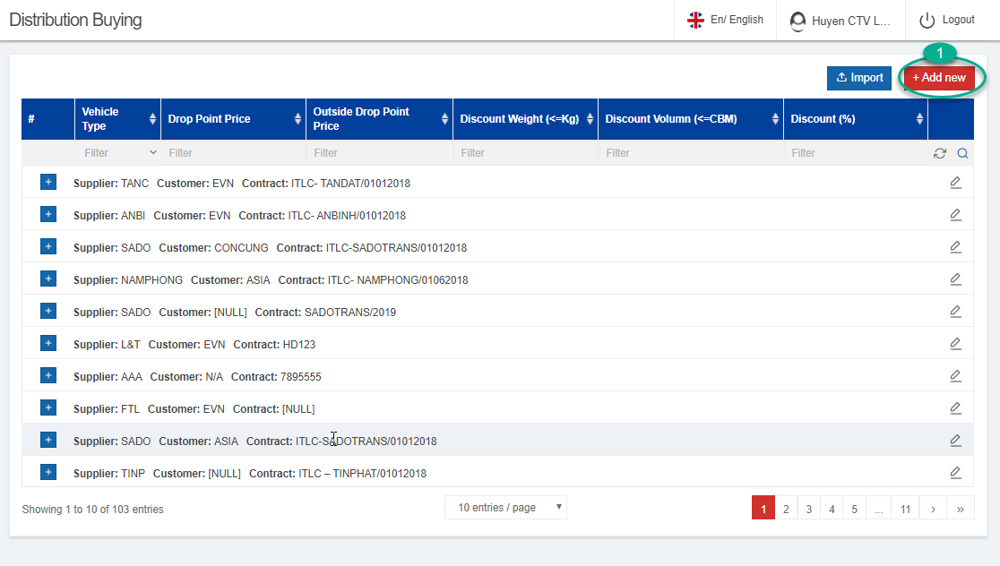 Distribution Buying
En/ English
Huyen CTV L...
Logout
1
Import
+ Add new
#
Vehicle Type
Drop Point Price
Outside Drop Point Price
Discount Weight (<=Kg)
Discount Volumn (<=CBM)
Discount (%)
Filter
Filter
Filter
Filter
Filter
Filter
+ Supplier: TANC Customer: EVN Contract: ITLC- TANDAT/01012018
+ Supplier: ANBI Customer: EVN Contract: ITLC- ANBINH/01012018
+ Supplier: SADO Customer: CONCUNG Contract: ITLC-SADOTRANS/01012018
+ Supplier: NAMPHONG Customer: ASIA Contract: ITLC- NAMPHONG/01062018
+ Supplier: SADO Customer: [NULL] Contract: SADOTRANS/2019
+ Supplier: L&T Customer: EVN Contract: HD123
+ Supplier: AAA Customer: N/A Contract: 7895555
+ Supplier: FTL Customer: EVN Contract: [NULL]
+ Supplier: SADO Customer: ASIA Contract: ITLC-SADOTRANS/01012018
+ Supplier: TINP Customer: [NULL] Contract: ITLC – TINPHAT/01012018
Showing 1 to 10 of 103 entries
10 entries / page
1 2 3 4 5 ... 11 › »